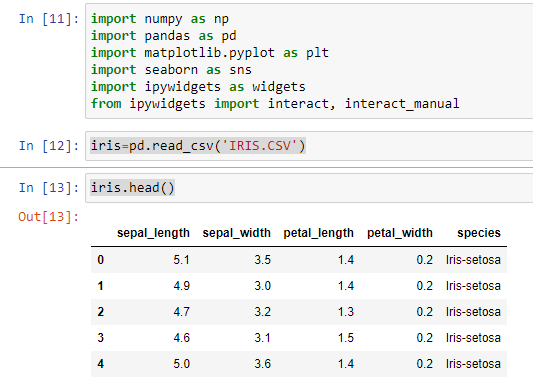 In [11]: import numpy as np
import pandas as pd
import matplotlib.pyplot as plt
import seaborn as sns
import ipywidgets as widgets
from ipywidgets import interact, interact_manual
In [12]: iris=pd.read_csv('IRIS.CSV')
In [13]: iris.head()
Out[13]:
sepal_length sepal_width petal_length petal_width species
0 5.1 3.5 1.4 0.2 Iris-setosa
1 4.9 3.0 1.4 0.2 Iris-setosa
2 4.7 3.2 1.3 0.2 Iris-setosa
3 4.6 3.1 1.5 0.2 Iris-setosa
4 5.0 3.6 1.4 0.2 Iris-setosa